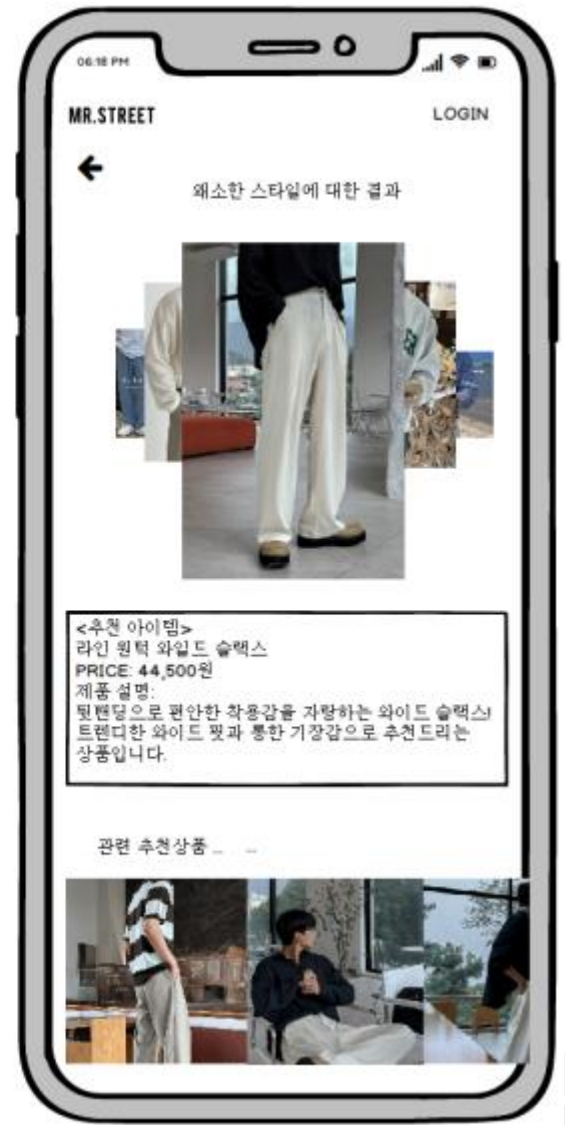 06:18 PM
MR.STREET
LOGIN
왜소한 스타일에 대한 결과
<추천 아이템>
라인 원턱 와일드 슬랙스
PRICE: 44,500원
제품 설명:
뒷밴딩으로 편안한 착용감을 자랑하는 와이드 슬랙스!
트렌디한 와이드 핏과 롱한 기장감으로 추천드리는
상품입니다.
관련 추천상품 ... ...